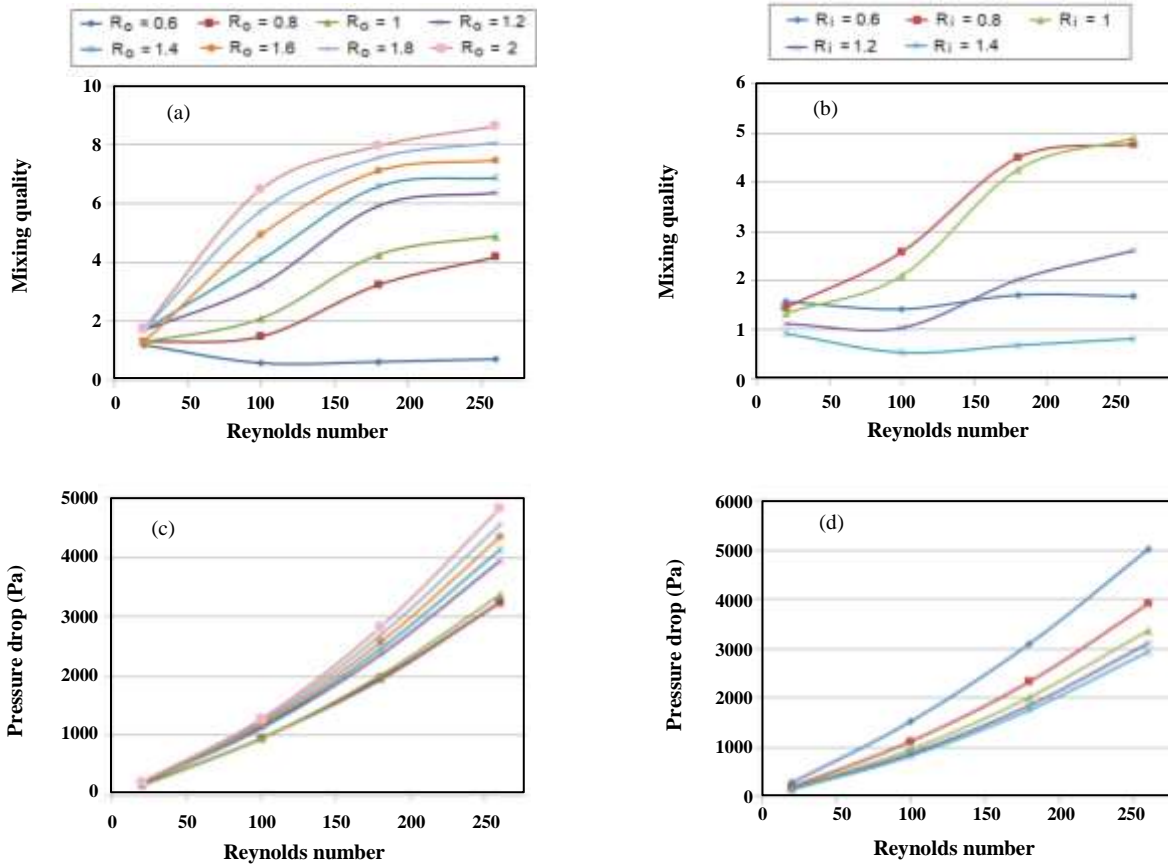 Ro = 0.6 Ro = 0.8 Ro = 1 Ro = 1.2
Ro = 1.4 Ro = 1.6 Ro = 1.8 Ro = 2
(a)
10
8
6
4
2
0
Mixing quality
0 50 100 150 200 250
Reynolds number
Ri = 0.6 Ri = 0.8 Ri = 1
Ri = 1.2 Ri = 1.4
(b)
6
5
4
3
2
1
0
Mixing quality
0 50 100 150 200 250
Reynolds number
(c)
5000
4000
3000
2000
1000
0
Pressure drop (Pa)
0 50 100 150 200 250
Reynolds number
(d)
6000
5000
4000
3000
2000
1000
0
Pressure drop (Pa)
0 50 100 150 200 250
Reynolds number